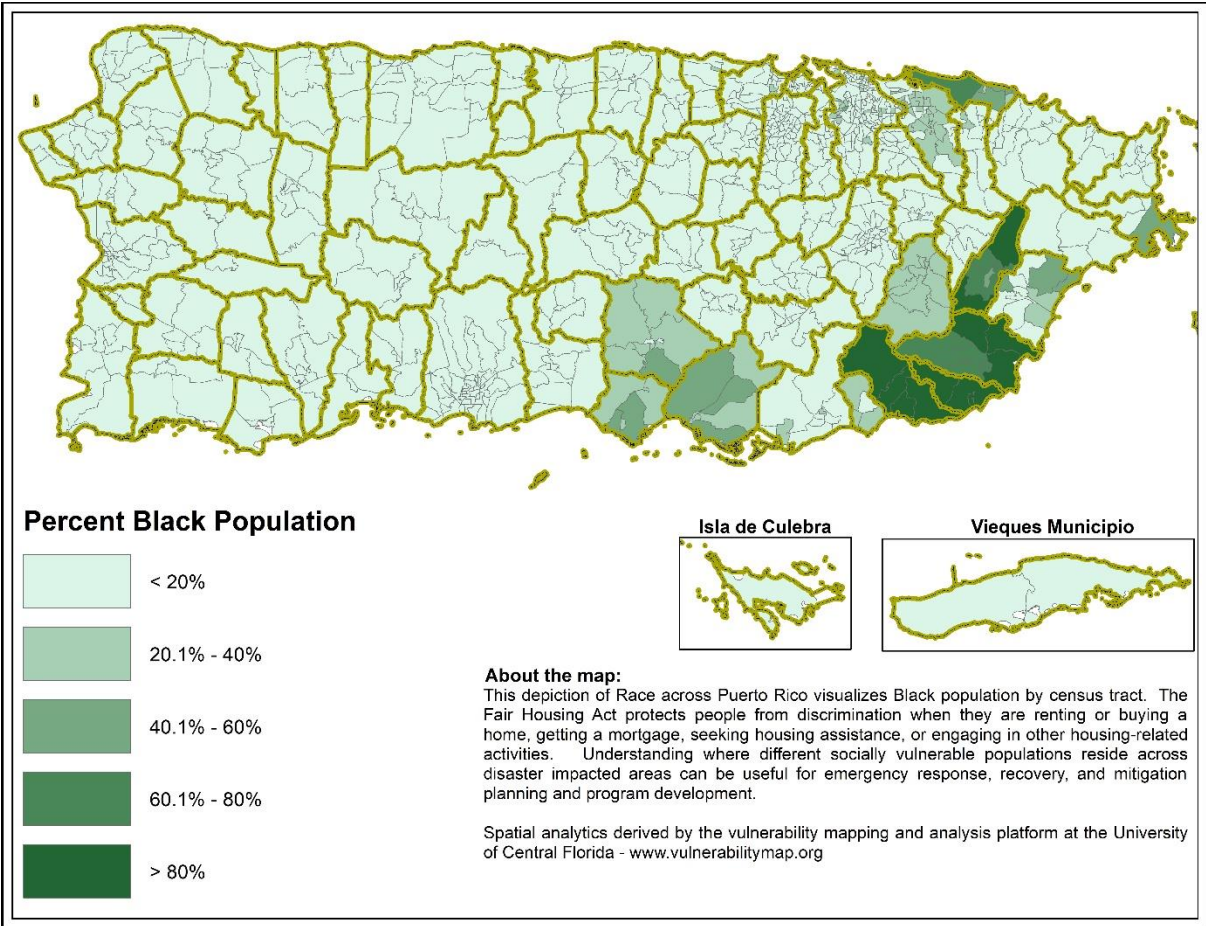 Percent Black Population
< 20%
20.1% - 40%
40.1% - 60%
60.1% - 80%
> 80%
Isla de Culebra
Vieques Municipio
About the map:
This depiction of Race across Puerto Rico visualizes Black population by census tract. The
Fair Housing Act protects people from discrimination when they are renting or buying a
home, getting a mortgage, seeking housing assistance, or engaging in other housing-related
activities. Understanding where different socially vulnerable populations reside across
disaster impacted areas can be useful for emergency response, recovery, and mitigation
planning and program development.
Spatial analytics derived by the vulnerability mapping and analysis platform at the University
of Central Florida - www.vulnerabilitymap.org